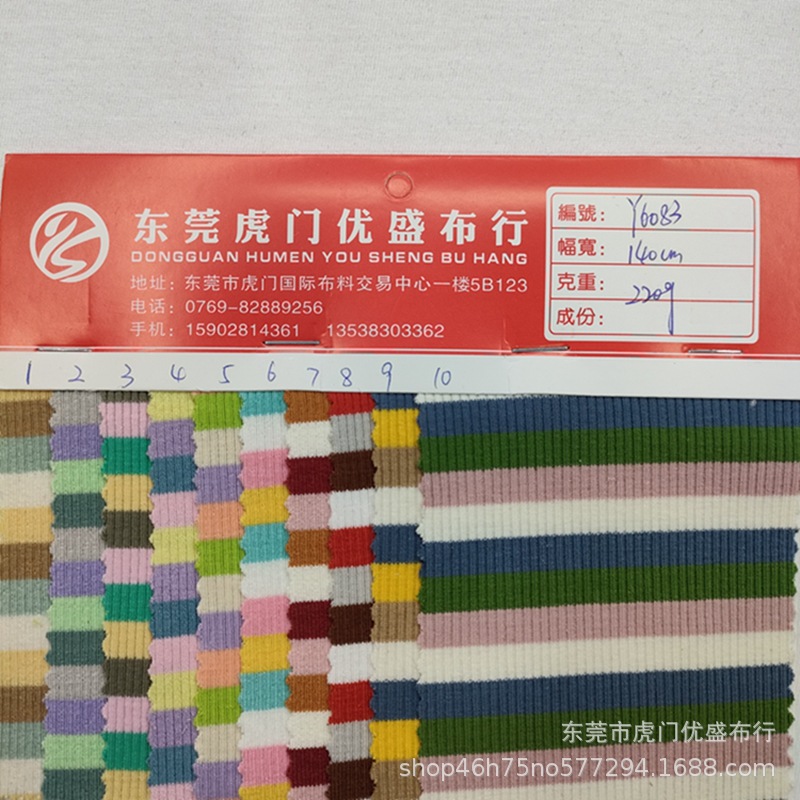 东莞虎门优盛布行
DONGGUAN HUMEN YOU SHENG BU HANG
地址：东莞市虎门国际布料交易中心一楼5B123
电话：0769-82889256
手机：15902814361 13538303362
編號： Y6083
幅寬： 140cm
克重： 220g
成份：
1 2 3 4 5 6 7 8 9 10
东莞市虎门优盛布行
shop46h75no577294.1688.com